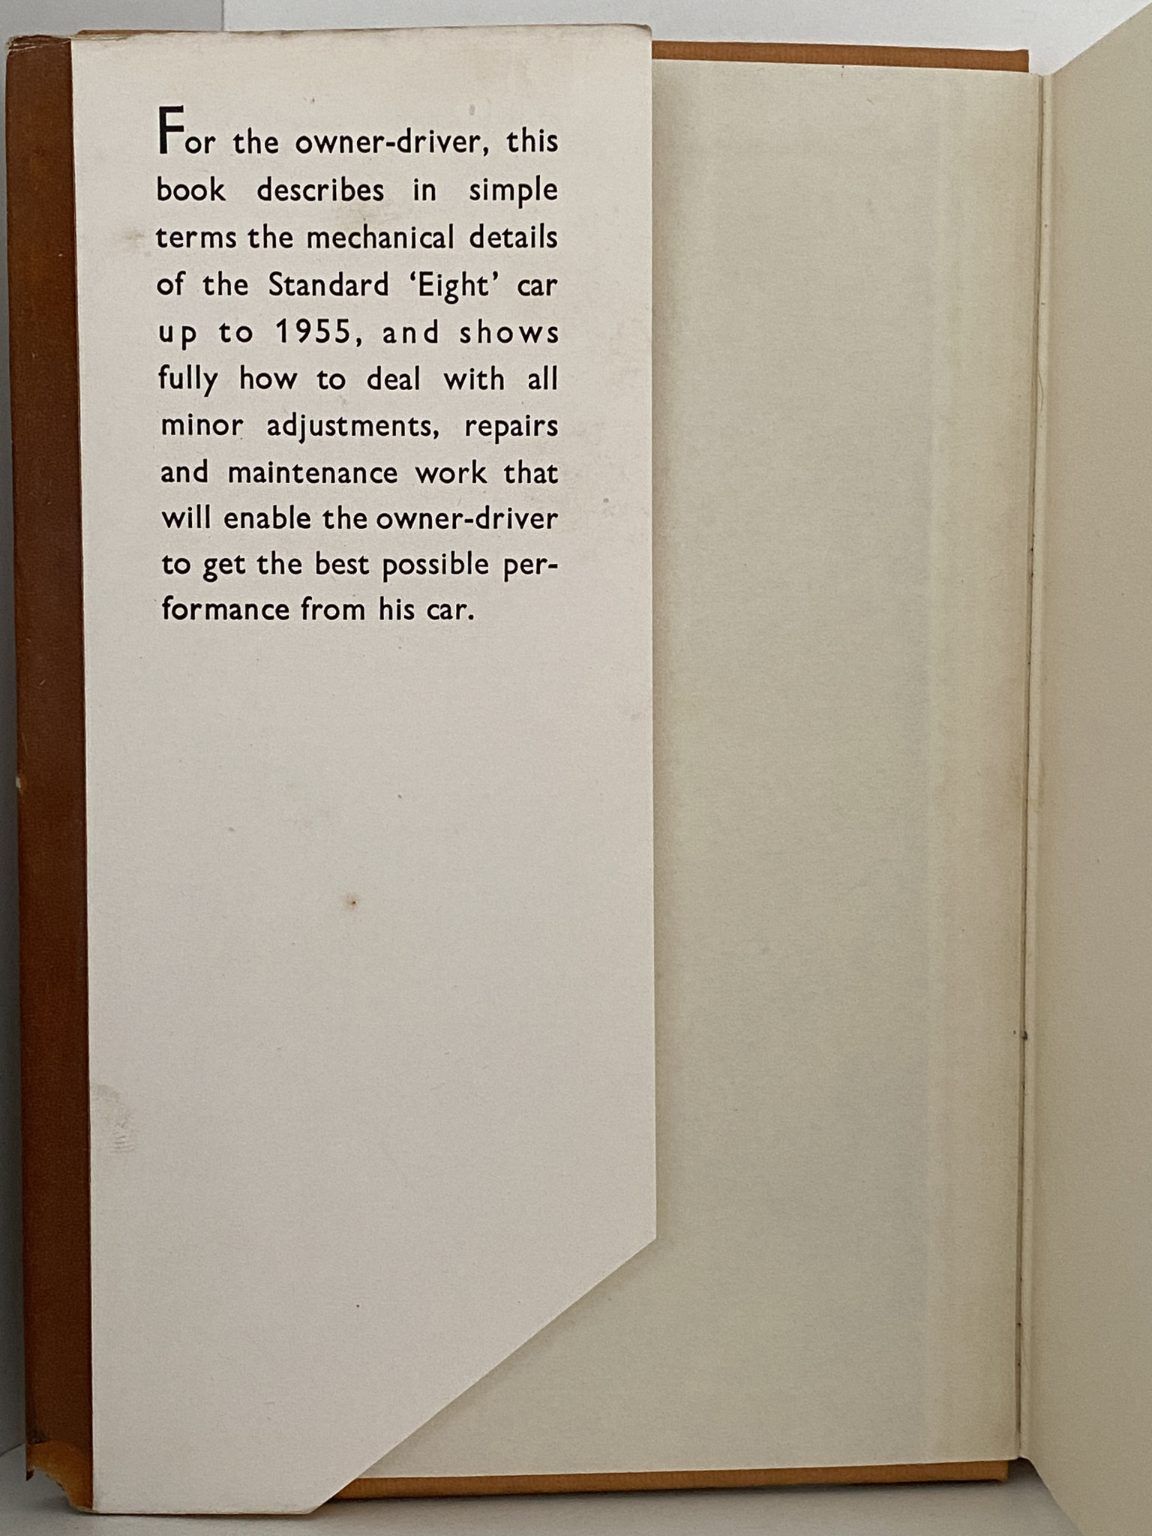 For the owner-driver, this
book describes in simple
terms the mechanical details
of the Standard ‘Eight’ car
up to 1955, and shows
fully how to deal with all
minor adjustments, repairs
and maintenance work that
will enable the owner-driver
to get the best possible per-
formance from his car.